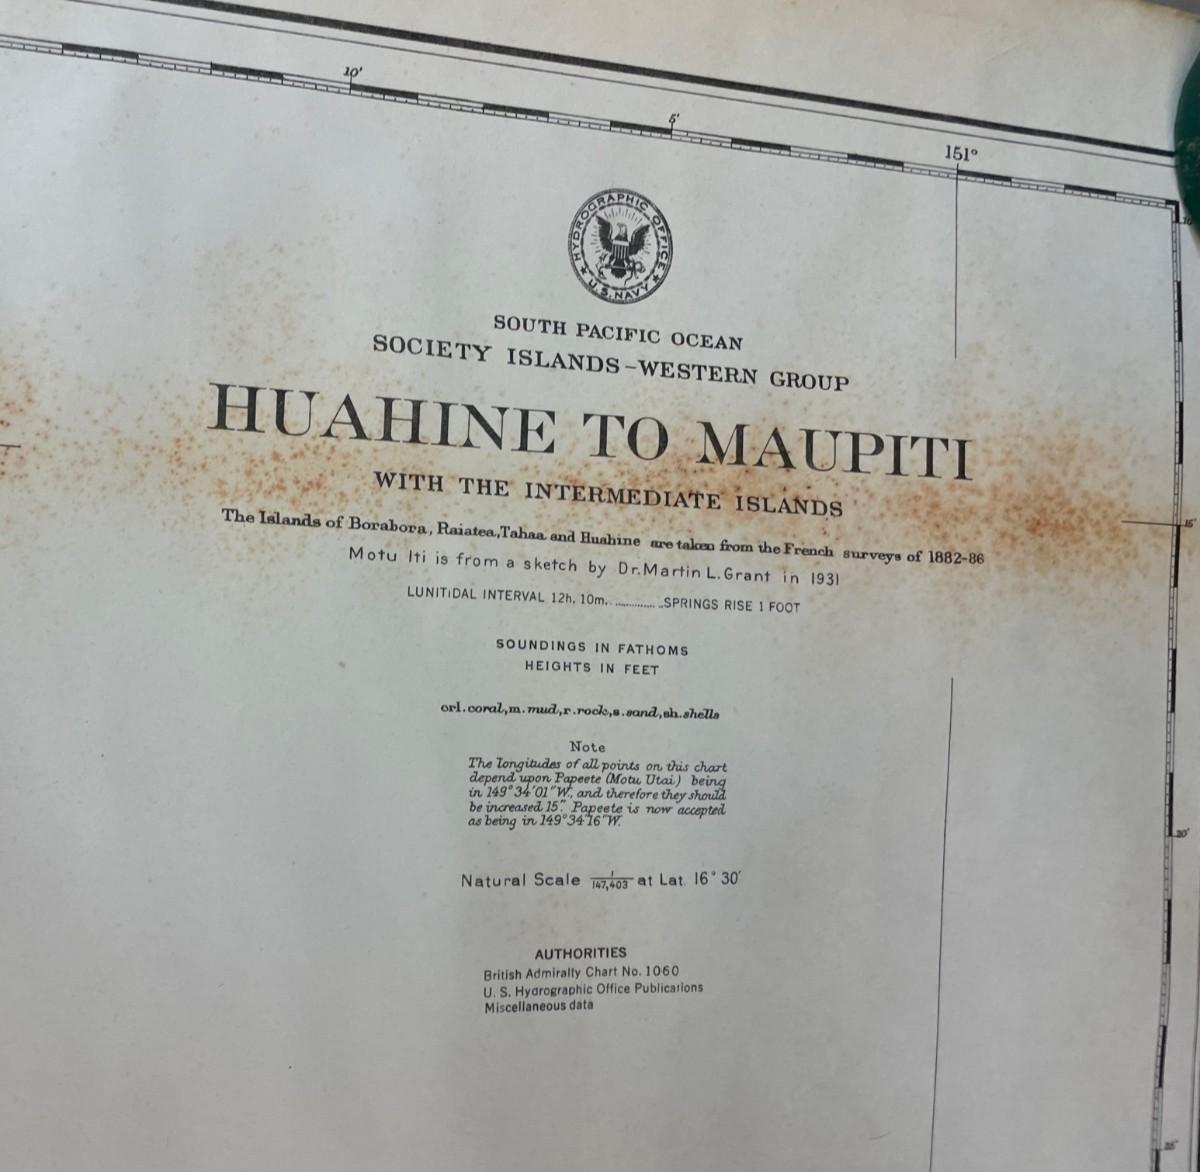 10'
5'
151°
HYDROGRAPHIC OFFICE
U.S. NAVY
SOUTH PACIFIC OCEAN
SOCIETY ISLANDS-WESTERN GROUP
HUAHINE TO MAUPITI
WITH THE INTERMEDIATE ISLANDS
The Islands of Borabora, Raiatea, Tahaa and Huahine are taken from the French surveys of 1882-86
15'
Motu Iti is from a sketch by Dr. Martin L. Grant in 1931
LUNITIDAL INTERVAL 12h. 10m. .............. SPRINGS RISE 1 FOOT
SOUNDINGS IN FATHOMS
HEIGHTS IN FEET
crl. coral, m. mud, r. rock, s. sand, sh. shells
Note
The longitudes of all points on this chart
depend upon Papeete (Motu Utai) being
in 149°34'01"W., and therefore they should
be increased 15". Papeete is now accepted
as being in 149°34'16"W.
20'
Natural Scale 1/147,403 at Lat. 16° 30'
AUTHORITIES
British Admiralty Chart No. 1060
U. S. Hydrographic Office Publications
Miscellaneous data
25'